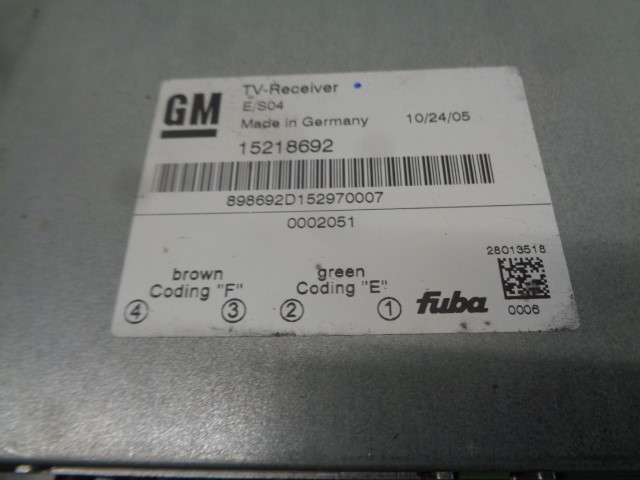 GM
TV-Receiver
E/S04
Made in Germany 10/24/05
15218692
898692D152970007
0002051
28013518
brown green
Coding "F" Coding "E"
4 3 2 1 fuba 0006